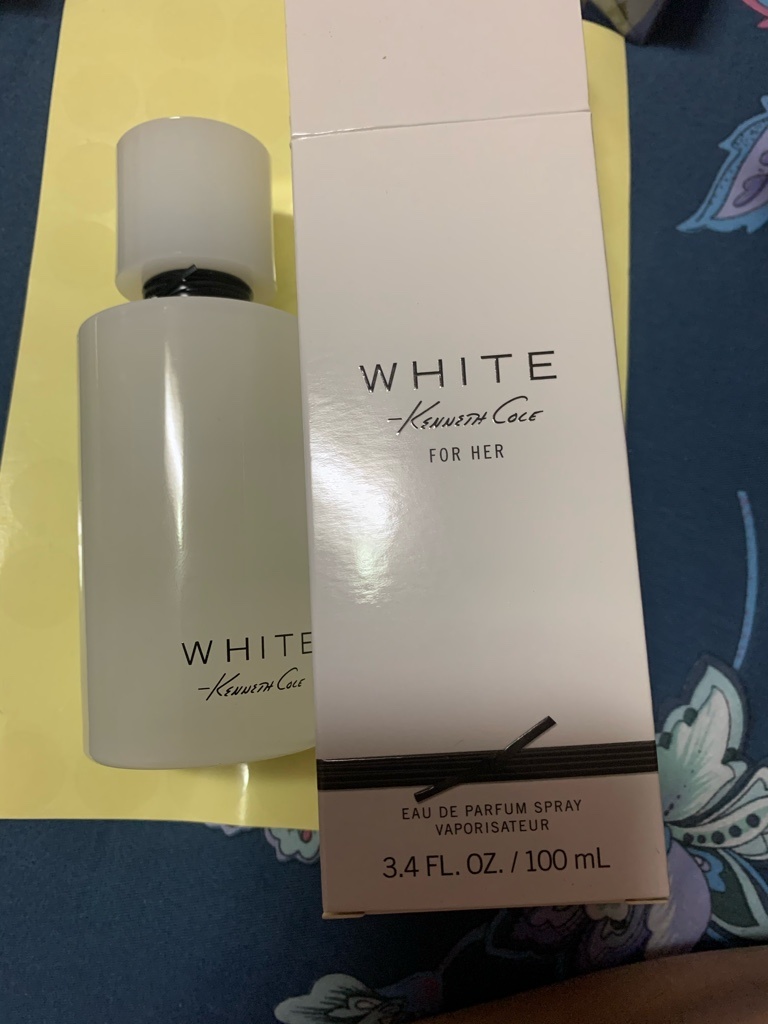 WHITE
-KENNETH COLE
FOR HER
WHITE
-KENNETH COLE
EAU DE PARFUM SPRAY
VAPORISATEUR
3.4 FL. OZ. / 100 mL